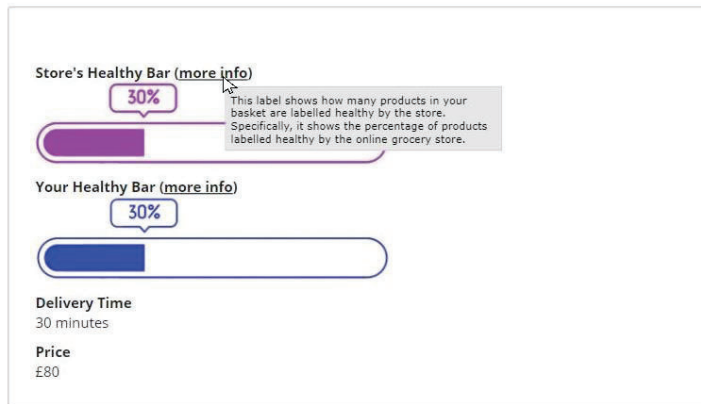 Store's Healthy Bar (more info)
30%
This label shows how many products in your
basket are labelled healthy by the store.
Specifically, it shows the percentage of products
labelled healthy by the online grocery store.
Your Healthy Bar (more info)
30%
Delivery Time
30 minutes
Price
£80